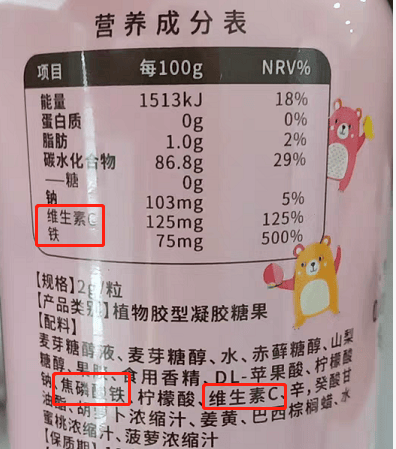 营养成分表
项目 每100g NRV%
能量 1513kJ 18%
蛋白质 0g 0%
脂肪 1.0g 2%
碳水化合物 86.8g 29%
—糖 0g
钠 103mg 5%
维生素C 125mg 125%
铁 75mg 500%
【规格】2g/粒
【产品类别】植物胶型凝胶糖果
【配料】
麦芽糖醇液、麦芽糖醇、水、赤藓糖醇、山梨
糖醇、果胶、食用香精、DL-苹果酸、柠檬酸
钠、焦磷酸铁、柠檬酸、维生素C、辛,癸酸甘
油酯、胡萝卜浓缩汁、姜黄、巴西棕榈蜡、水
蜜桃浓缩汁、菠萝浓缩汁
【保质期】